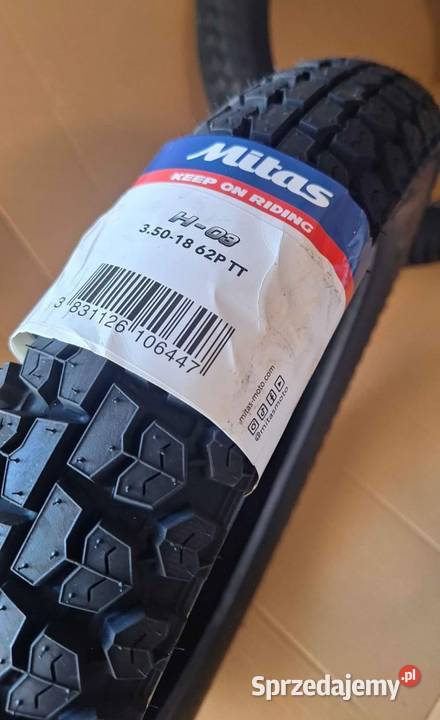 Mitas
KEEP ON RIDING
H-03
3.50-18 62P TT
3 831126 106447
mitas-moto.com
@mitasmoto
Sprzedajemy.pl